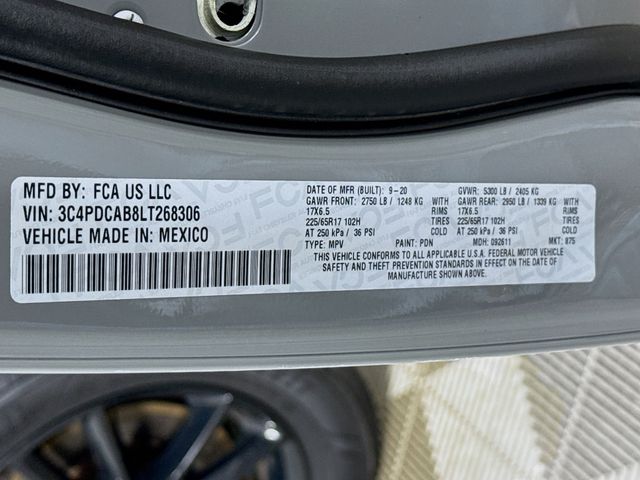 MFD BY: FCA US LLC
VIN: 3C4PDCAB8LT268306
VEHICLE MADE IN: MEXICO
DATE OF MFR (BUILT): 9-20 GVWR: 5300 LB / 2405 KG
GAWR FRONT: 2750 LB / 1248 KG WITH GAWR REAR: 2950 LB / 1339 KG WITH
17X6.5 RIMS 17X6.5 RIMS
225/65R17 102H TIRES 225/65R17 102H TIRES
AT 250 kPa / 36 PSI COLD AT 250 kPa / 36 PSI COLD
TYPE: MPV PAINT: PDN MDH: 092611 MKT: 875
THIS VEHICLE CONFORMS TO ALL APPLICABLE U.S.A. FEDERAL MOTOR VEHICLE
SAFETY AND THEFT PREVENTION STANDARDS IN EFFECT ON THE DATE OF
MANUFACTURE SHOWN ABOVE.